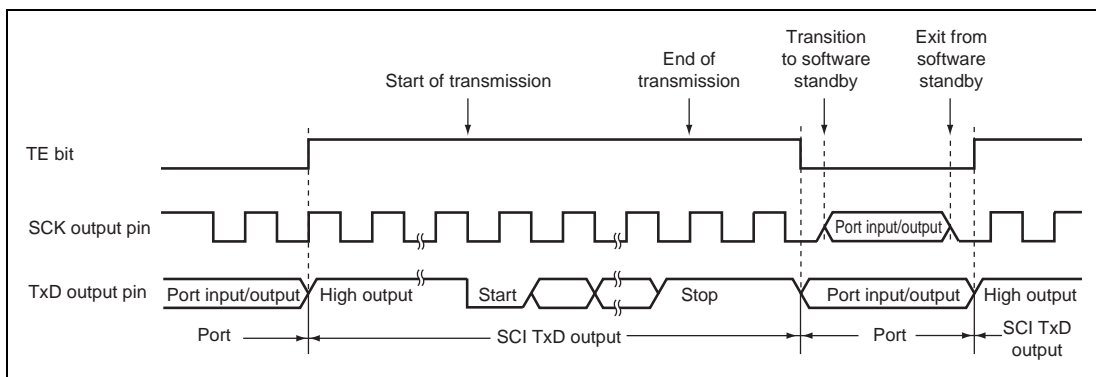 Transition
to software
standby
Exit from
software
standby
End of
transmission
Start of transmission
TE bit
SCK output pin
Port input/output
TxD output pin
Port input/output
High output
Start
Stop
Port input/output
High output
Port
SCI TxD output
Port
SCI TxD
output